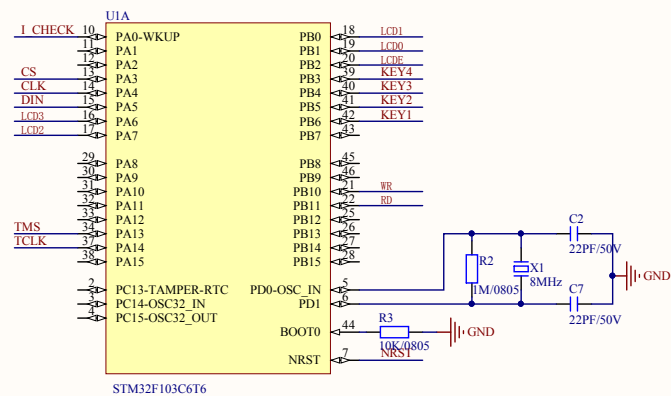 U1A
I_CHECK 10 PA0-WKUP PB0 18 LCD1
11 PA1 PB1 19 LCD0
12 PA2 PB2 20 LCDE
CS 13 PA3 PB3 39 KEY4
CLK 14 PA4 PB4 40 KEY3
DIN 15 PA5 PB5 41 KEY2
LCD3 16 PA6 PB6 42 KEY1
LCD2 17 PA7 PB7 43
29 PA8 PB8 45
30 PA9 PB9 46
31 PA10 PB10 21 WR
32 PA11 PB11 22 RD
33 PA12 PB12 25
TMS 34 PA13 PB13 26
TCLK 37 PA14 PB14 27
38 PA15 PB15 28
C2
22PF/50V
R2
1M/0805
X1
8MHz
GND
2 PC13-TAMPER-RTC PD0-OSC_IN 5
3 PC14-OSC32_IN PD1 6
4 PC15-OSC32_OUT
C7
22PF/50V
BOOT0 44 R3
10K/0805
GND
NRST 7 NRST
STM32F103C6T6